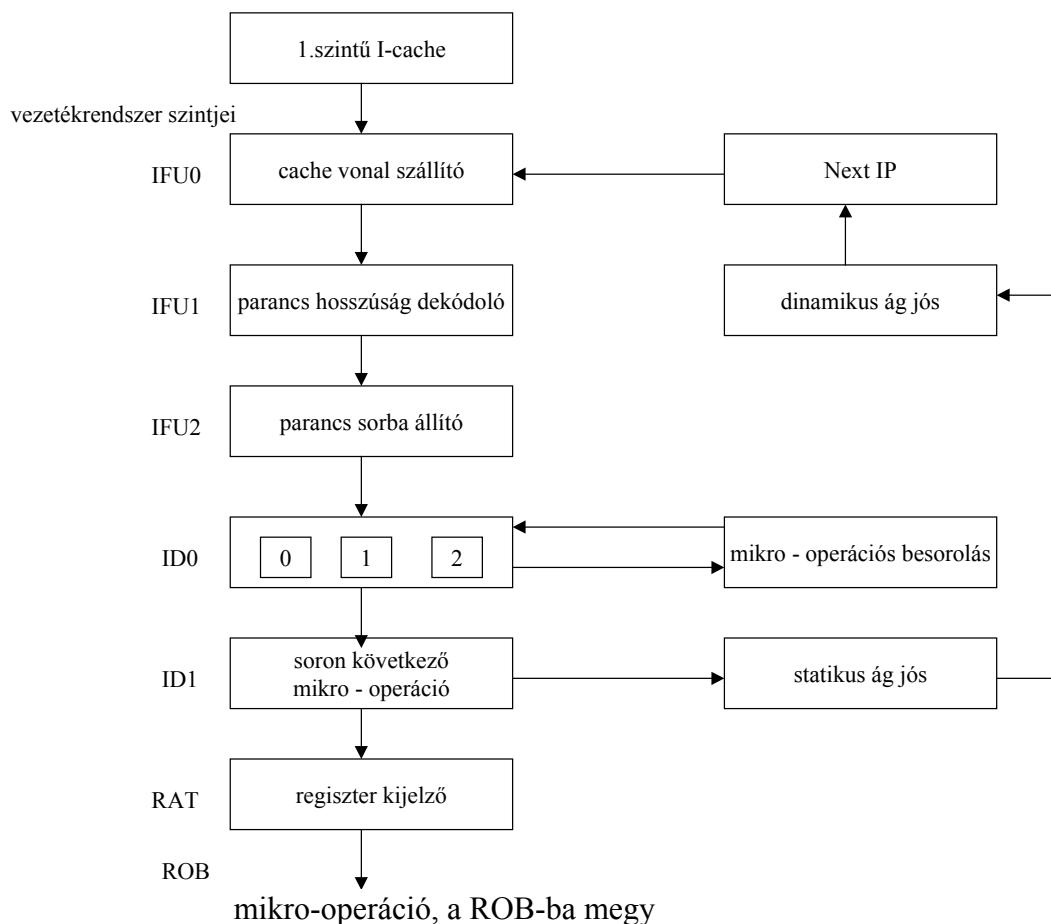 1.szintű I-cache
vezetékrendszer szintjei
IFU0
cache vonal szállító
Next IP
IFU1
parancs hosszúság dekódoló
dinamikus ág jós
IFU2
parancs sorba állító
ID0
0
1
2
mikro - operációs besorolás
ID1
soron következő
mikro - operáció
statikus ág jós
RAT
regiszter kijelző
ROB
mikro-operáció, a ROB-ba megy